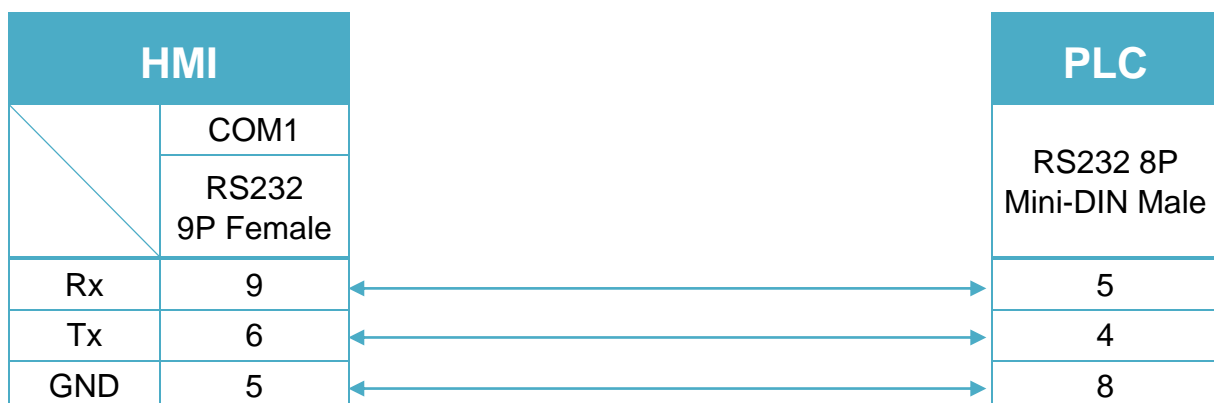 HMI PLC
COM1
RS232
9P Female
RS232 8P
Mini-DIN Male
Rx 9 5
Tx 6 4
GND 5 8